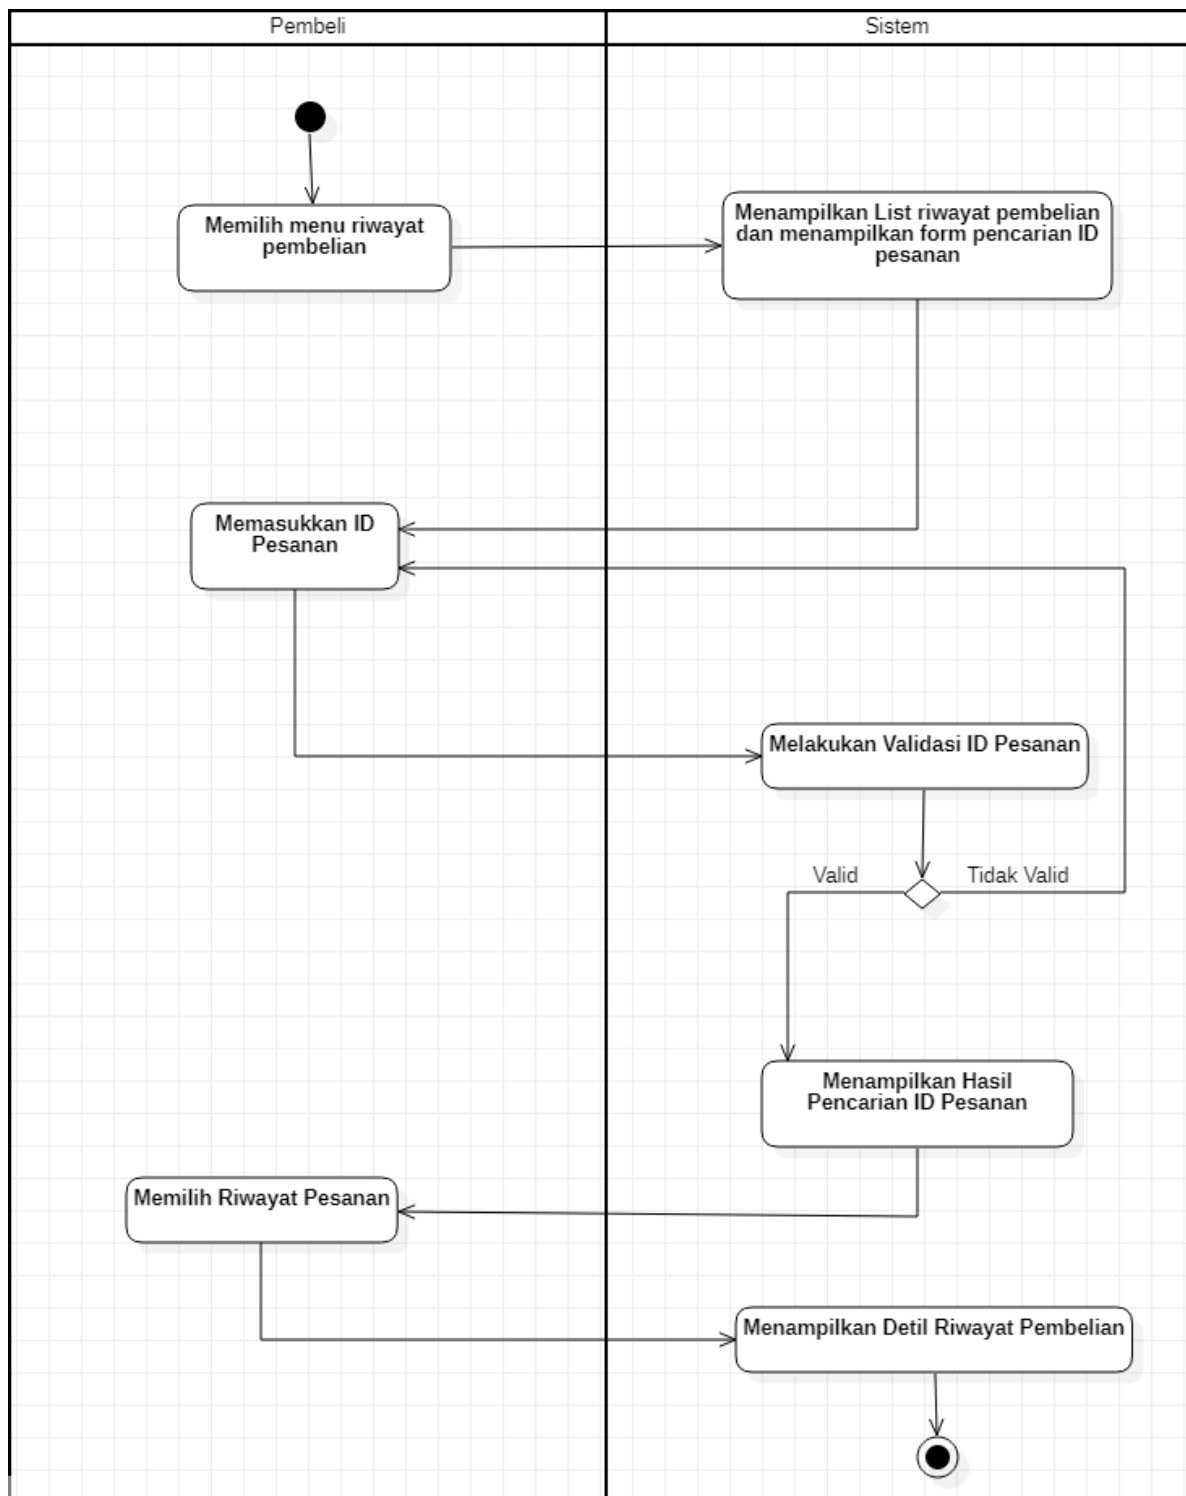 Pembeli
Sistem
Memilih menu riwayat
pembelian
Menampilkan List riwayat pembelian
dan menampilkan form pencarian ID
pesanan
Memasukkan ID
Pesanan
Melakukan Validasi ID Pesanan
Valid
Tidak Valid
Menampilkan Hasil
Pencarian ID Pesanan
Memilih Riwayat Pesanan
Menampilkan Detil Riwayat Pembelian